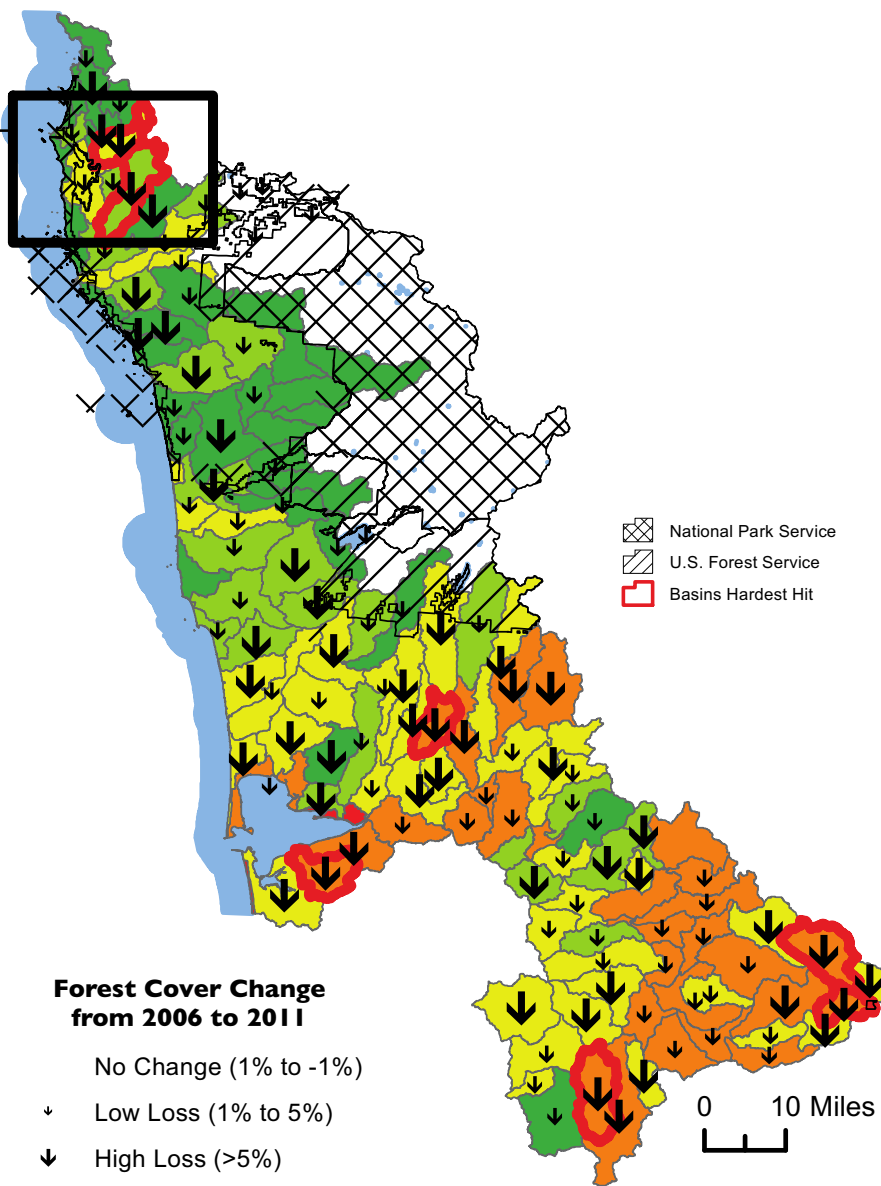 National Park Service
U.S. Forest Service
Basins Hardest Hit
Forest Cover Change
from 2006 to 2011
No Change (1% to -1%)
Low Loss (1% to 5%)
High Loss (>5%)
0 10 Miles